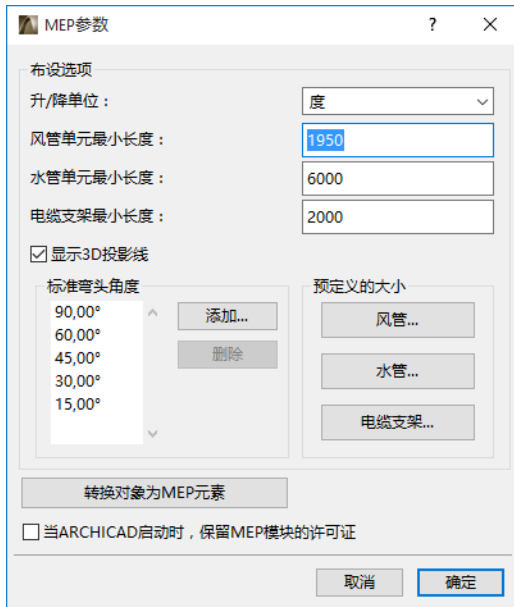 MEP参数
布设选项
升/降单位：
度
风管单元最小长度：
1950
水管单元最小长度：
6000
电缆支架最小长度：
2000
显示3D投影线
标准弯头角度
90,00°
60,00°
45,00°
30,00°
15,00°
添加...
删除
预定义的大小
风管...
水管...
电缆支架...
转换对象为MEP元素
当ARCHICAD启动时，保留MEP模块的许可证
取消
确定